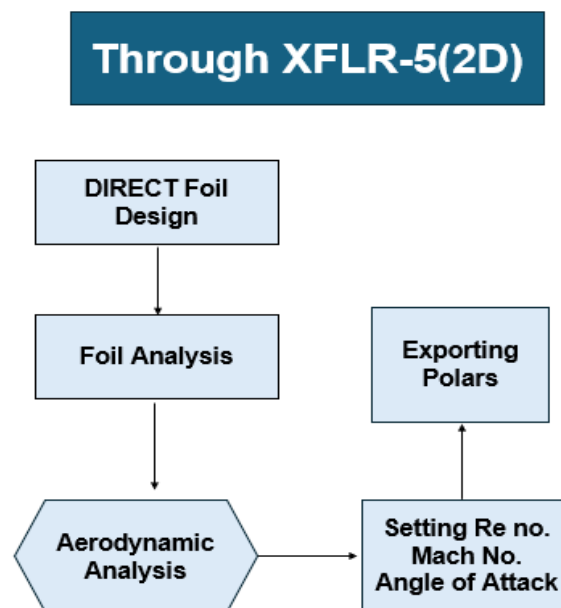 Through XFLR-5(2D)
DIRECT Foil
Design
Foil Analysis
Aerodynamic
Analysis
Setting Re no.
Mach No.
Angle of Attack
Exporting
Polars